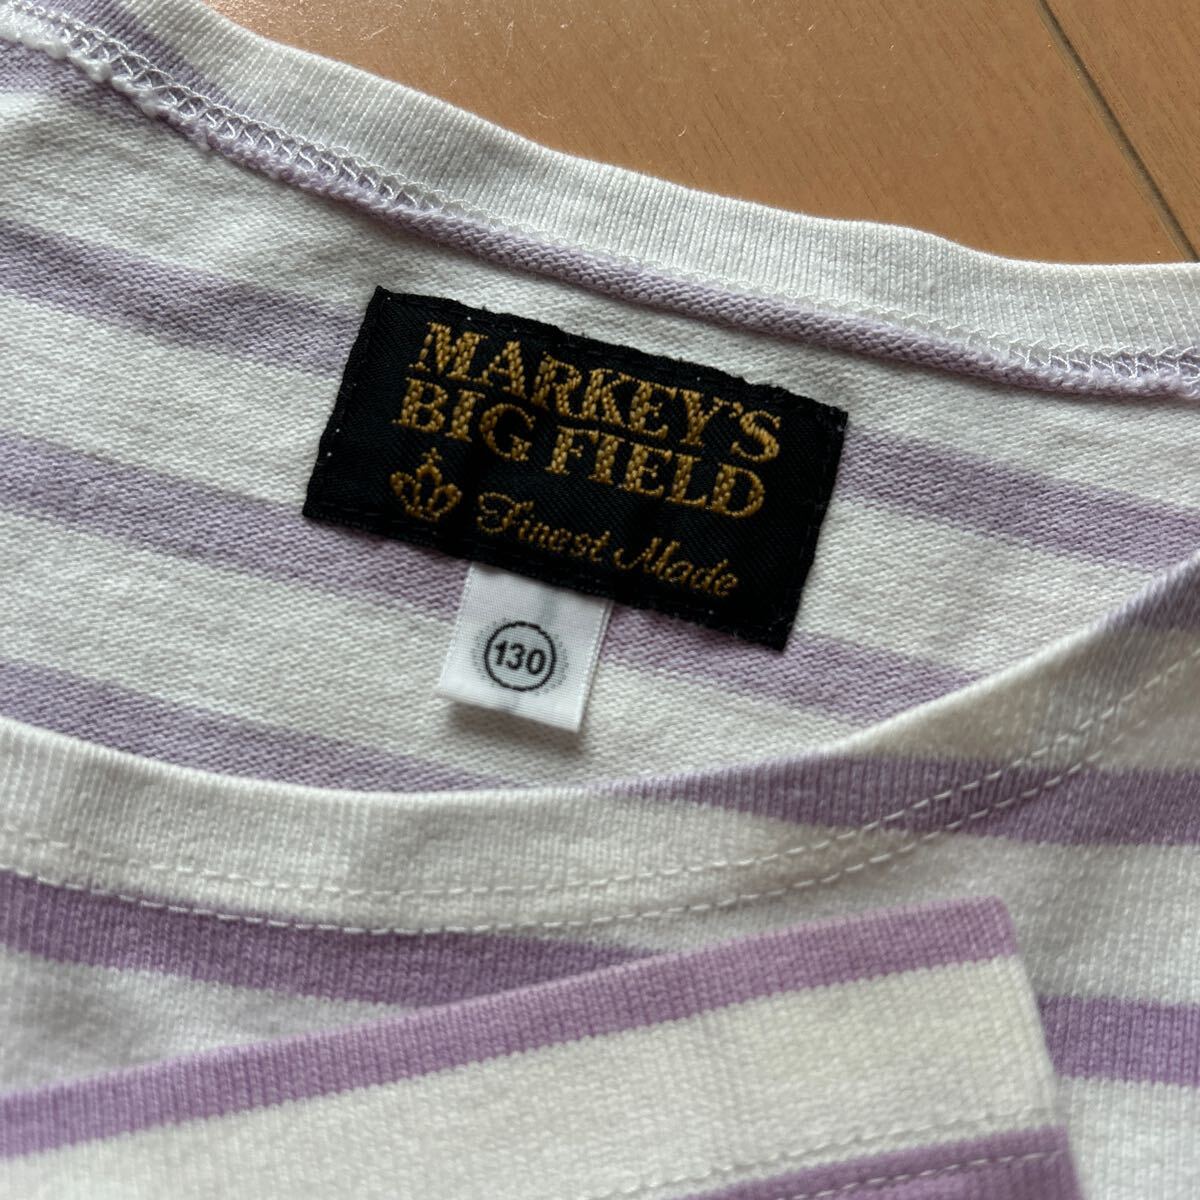 MARKEY'S
BIG FIELD
Finest Made
130